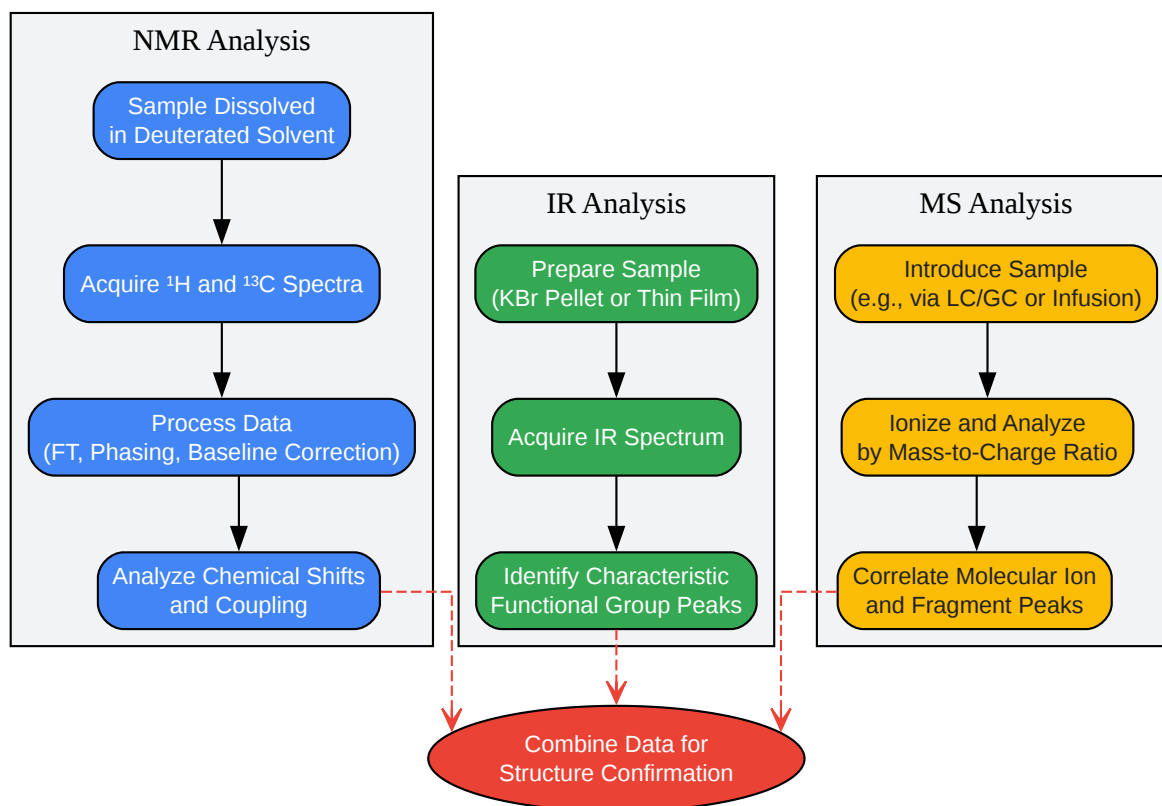 NMR Analysis
Sample Dissolved
in Deuterated Solvent
Acquire ¹H and ¹³C Spectra
Process Data
(FT, Phasing, Baseline Correction)
Analyze Chemical Shifts
and Coupling
IR Analysis
Prepare Sample
(KBr Pellet or Thin Film)
Acquire IR Spectrum
Identify Characteristic
Functional Group Peaks
MS Analysis
Introduce Sample
(e.g., via LC/GC or Infusion)
Ionize and Analyze
by Mass-to-Charge Ratio
Correlate Molecular Ion
and Fragment Peaks
Combine Data for
Structure Confirmation